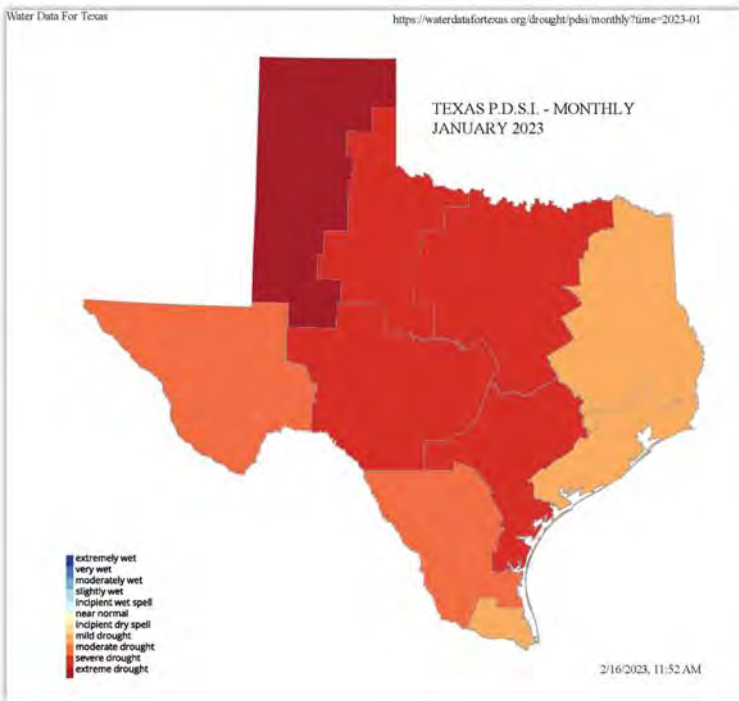 Water Data For Texas
https://waterdatafortexas.org/drought/pdsi/monthly?time=2023-01
TEXAS P.D.S.I. - MONTHLY
JANUARY 2023
extremely wet
very wet
moderately wet
slightly wet
incipient wet spell
near normal
incipient dry spell
mild drought
moderate drought
severe drought
extreme drought
2/16/2023, 11:52 AM